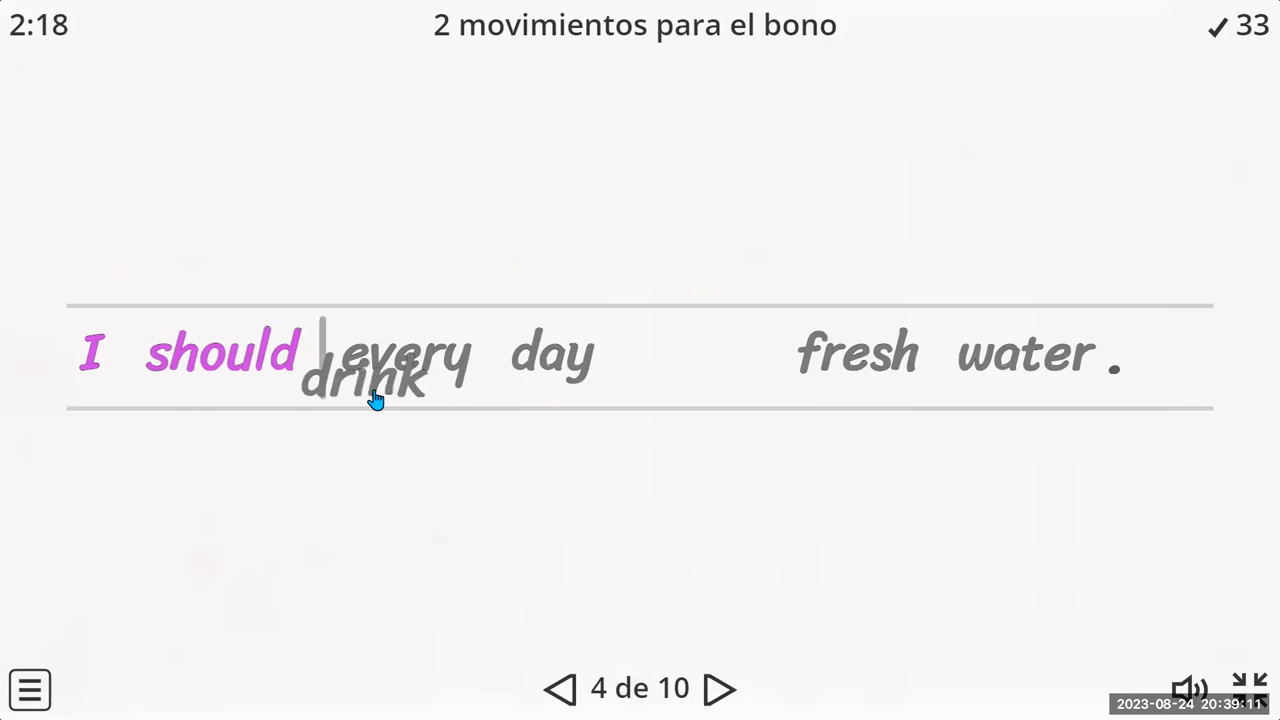 2:18 2 movimientos para el bono ✓ 33
I should every day fresh water.
drink
4 de 10
2023-08-24 20:39:11